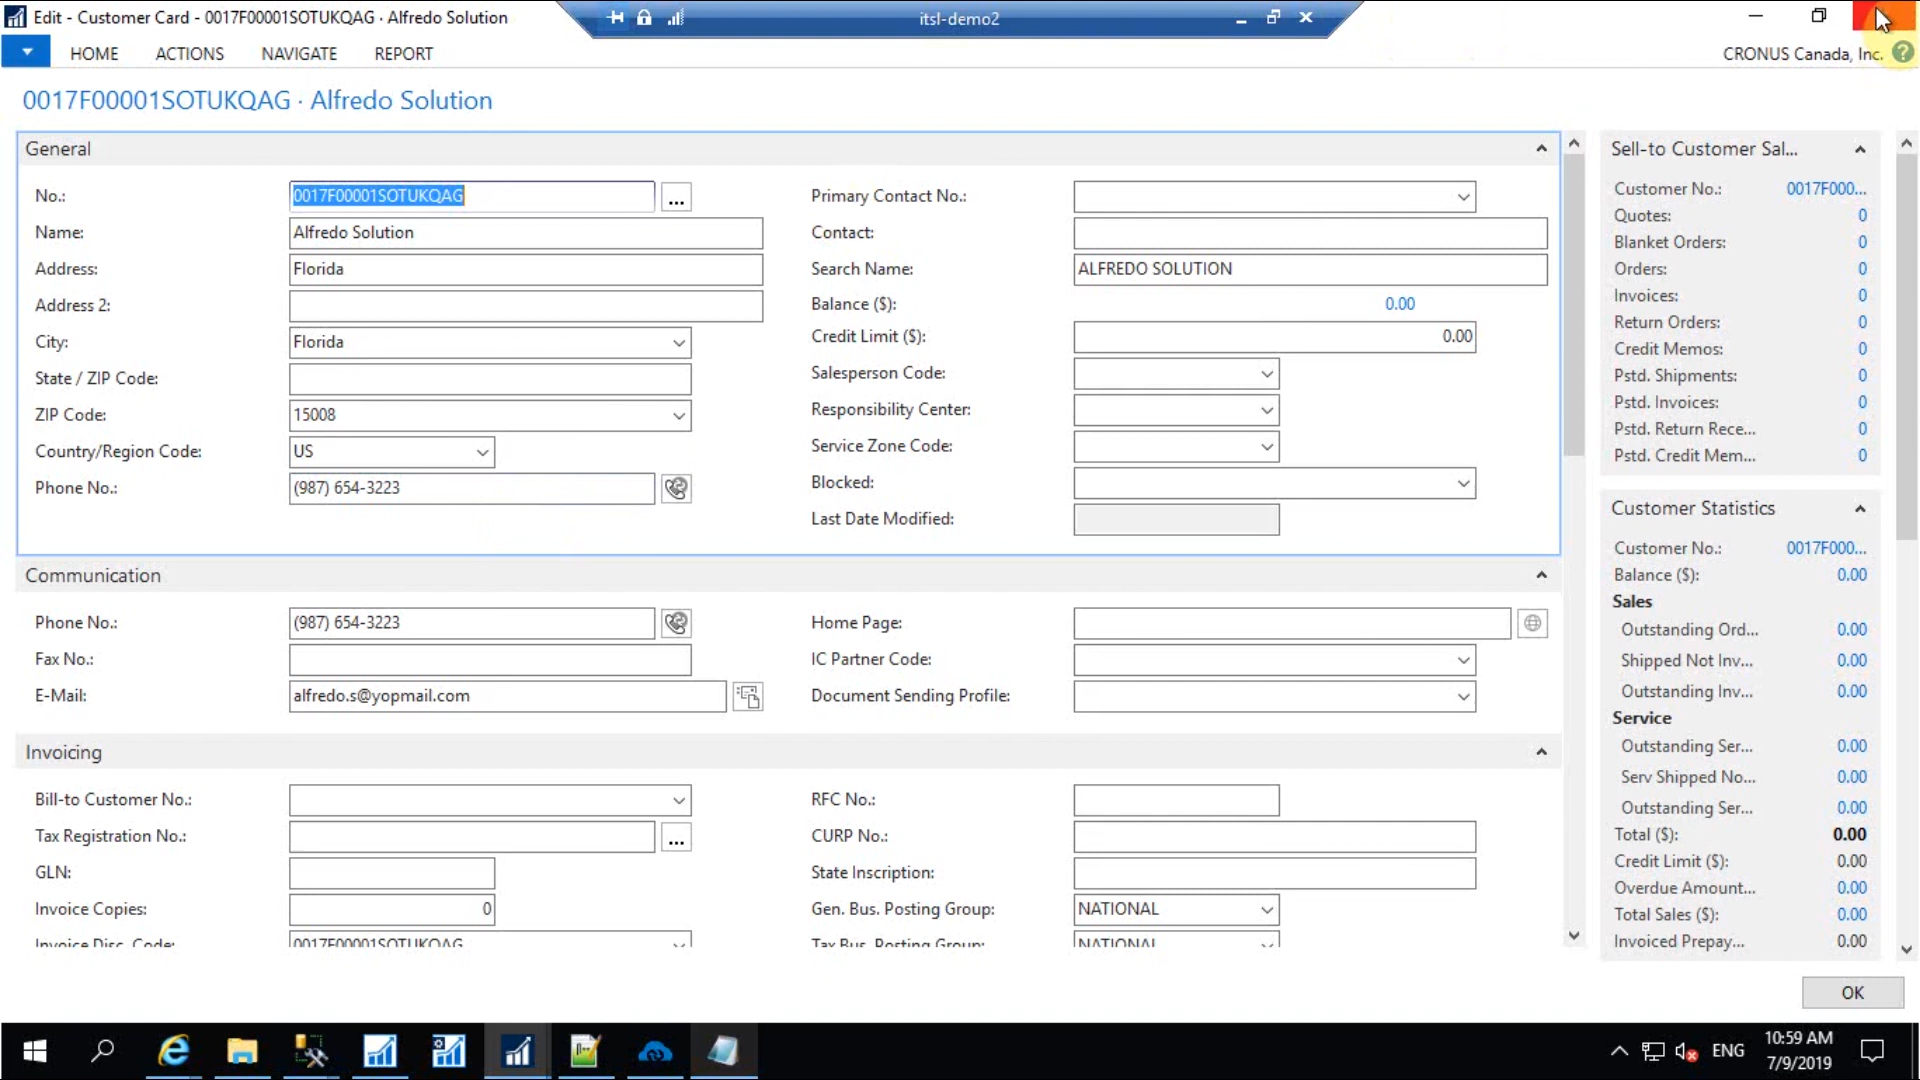 Edit - Customer Card - 0017F00001SOTUKQAG · Alfredo Solution
itsl-demo2
HOME ACTIONS NAVIGATE REPORT
CRONUS Canada, Inc. ?
0017F00001SOTUKQAG · Alfredo Solution
General
No.: 0017F00001SOTUKQAG ...
Name: Alfredo Solution
Address: Florida
Address 2:
City: Florida
State / ZIP Code:
ZIP Code: 15008
Country/Region Code: US
Phone No.: (987) 654-3223
Primary Contact No.:
Contact:
Search Name: ALFREDO SOLUTION
Balance ($): 0.00
Credit Limit ($): 0.00
Salesperson Code:
Responsibility Center:
Service Zone Code:
Blocked:
Last Date Modified:
Communication
Phone No.: (987) 654-3223
Fax No.:
E-Mail: alfredo.s@yopmail.com
Home Page:
IC Partner Code:
Document Sending Profile:
Invoicing
Bill-to Customer No.:
Tax Registration No.: ...
GLN:
Invoice Copies: 0
Invoice Disc. Code: 0017F00001SOTUKQAG
RFC No.:
CURP No.:
State Inscription:
Gen. Bus. Posting Group: NATIONAL
Tax Bus. Posting Group: NATIONAL
Sell-to Customer Sal...
Customer No.: 0017F000...
Quotes: 0
Blanket Orders: 0
Orders: 0
Invoices: 0
Return Orders: 0
Credit Memos: 0
Pstd. Shipments: 0
Pstd. Invoices: 0
Pstd. Return Rece... 0
Pstd. Credit Mem... 0
Customer Statistics
Customer No.: 0017F000...
Balance ($): 0.00
Sales
Outstanding Ord... 0.00
Shipped Not Inv... 0.00
Outstanding Inv... 0.00
Service
Outstanding Ser... 0.00
Serv Shipped No... 0.00
Outstanding Ser... 0.00
Total ($): 0.00
Credit Limit ($): 0.00
Overdue Amount... 0.00
Total Sales ($): 0.00
Invoiced Prepay... 0.00
OK
ENG
10:59 AM
7/9/2019